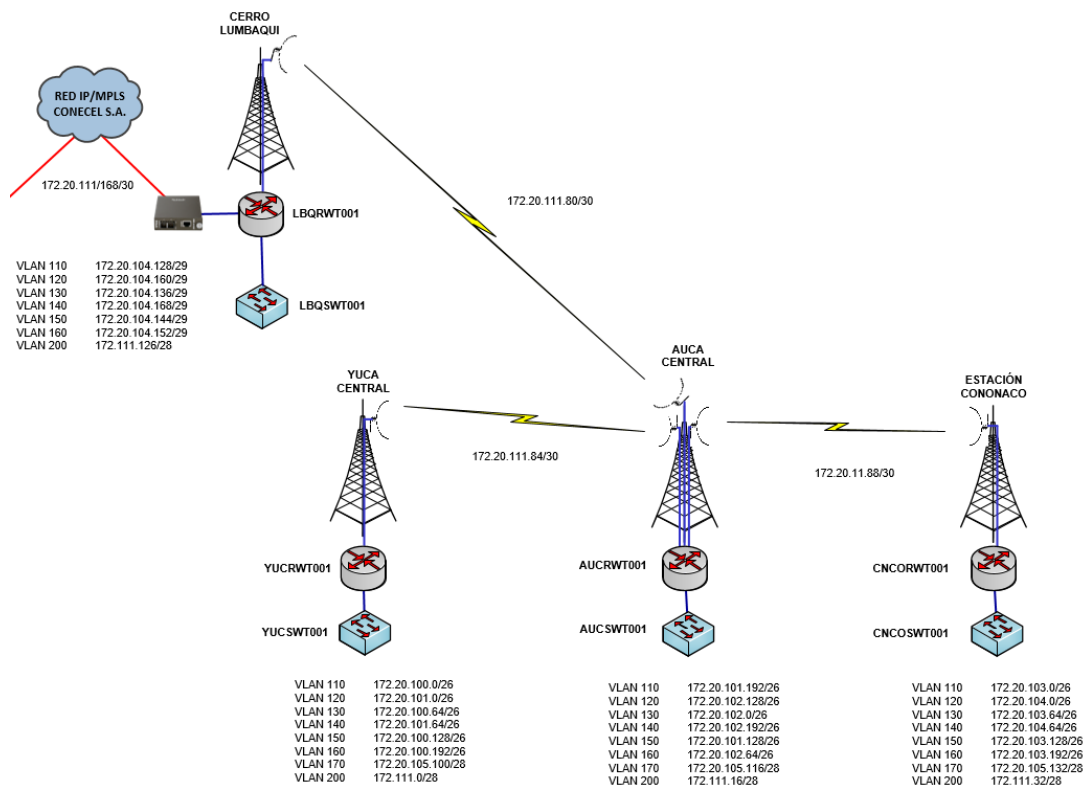 CERRO
LUMBAQUI
RED IP/MPLS
CONECEL S.A.
172.20.111/168/30
LBQRWT001
172.20.111.80/30
VLAN 110 172.20.104.128/29
VLAN 120 172.20.104.160/29
VLAN 130 172.20.104.136/29
VLAN 140 172.20.104.168/29
VLAN 150 172.20.104.144/29
VLAN 160 172.20.104.152/29
VLAN 200 172.111.126/28
LBQSWT001
YUCA
CENTRAL
AUCA
CENTRAL
ESTACIÓN
CONONACO
172.20.111.84/30
172.20.11.88/30
YUCRWT001
AUCRWT001
CNCORWT001
YUCSWT001
AUCSWT001
CNCOSWT001
VLAN 110 172.20.100.0/26
VLAN 120 172.20.101.0/26
VLAN 130 172.20.100.64/26
VLAN 140 172.20.101.64/26
VLAN 150 172.20.100.128/26
VLAN 160 172.20.100.192/26
VLAN 170 172.20.105.100/28
VLAN 200 172.111.0/28
VLAN 110 172.20.101.192/26
VLAN 120 172.20.102.128/26
VLAN 130 172.20.102.0/26
VLAN 140 172.20.102.192/26
VLAN 150 172.20.101.128/26
VLAN 160 172.20.102.64/26
VLAN 170 172.20.105.116/28
VLAN 200 172.111.16/28
VLAN 110 172.20.103.0/26
VLAN 120 172.20.104.0/26
VLAN 130 172.20.103.64/26
VLAN 140 172.20.104.64/26
VLAN 150 172.20.103.128/26
VLAN 160 172.20.103.192/26
VLAN 170 172.20.105.132/28
VLAN 200 172.111.32/28